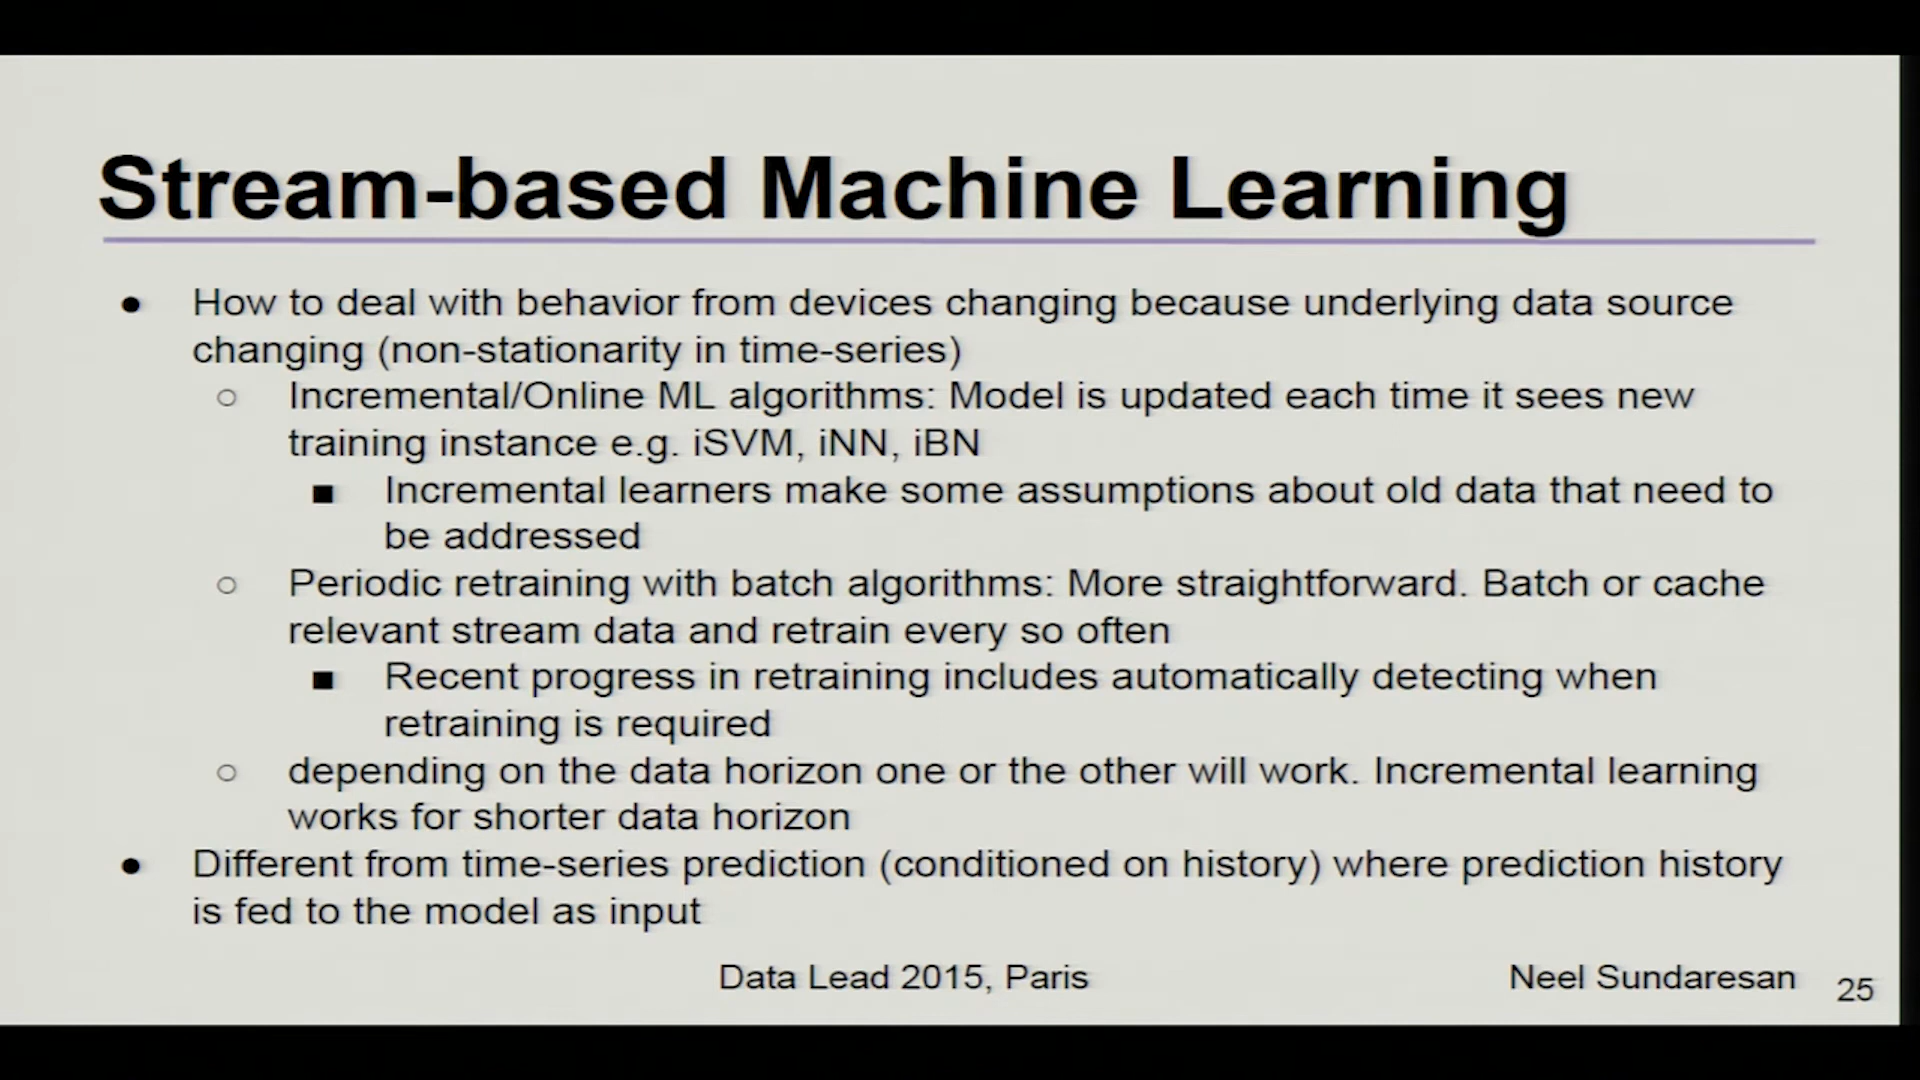 Stream-based Machine Learning
● How to deal with behavior from devices changing because underlying data source
changing (non-stationarity in time-series)
○ Incremental/Online ML algorithms: Model is updated each time it sees new
training instance e.g. iSVM, iNN, iBN
■ Incremental learners make some assumptions about old data that need to
be addressed
○ Periodic retraining with batch algorithms: More straightforward. Batch or cache
relevant stream data and retrain every so often
■ Recent progress in retraining includes automatically detecting when
retraining is required
○ depending on the data horizon one or the other will work. Incremental learning
works for shorter data horizon
● Different from time-series prediction (conditioned on history) where prediction history
is fed to the model as input
Data Lead 2015, Paris
Neel Sundaresan
25